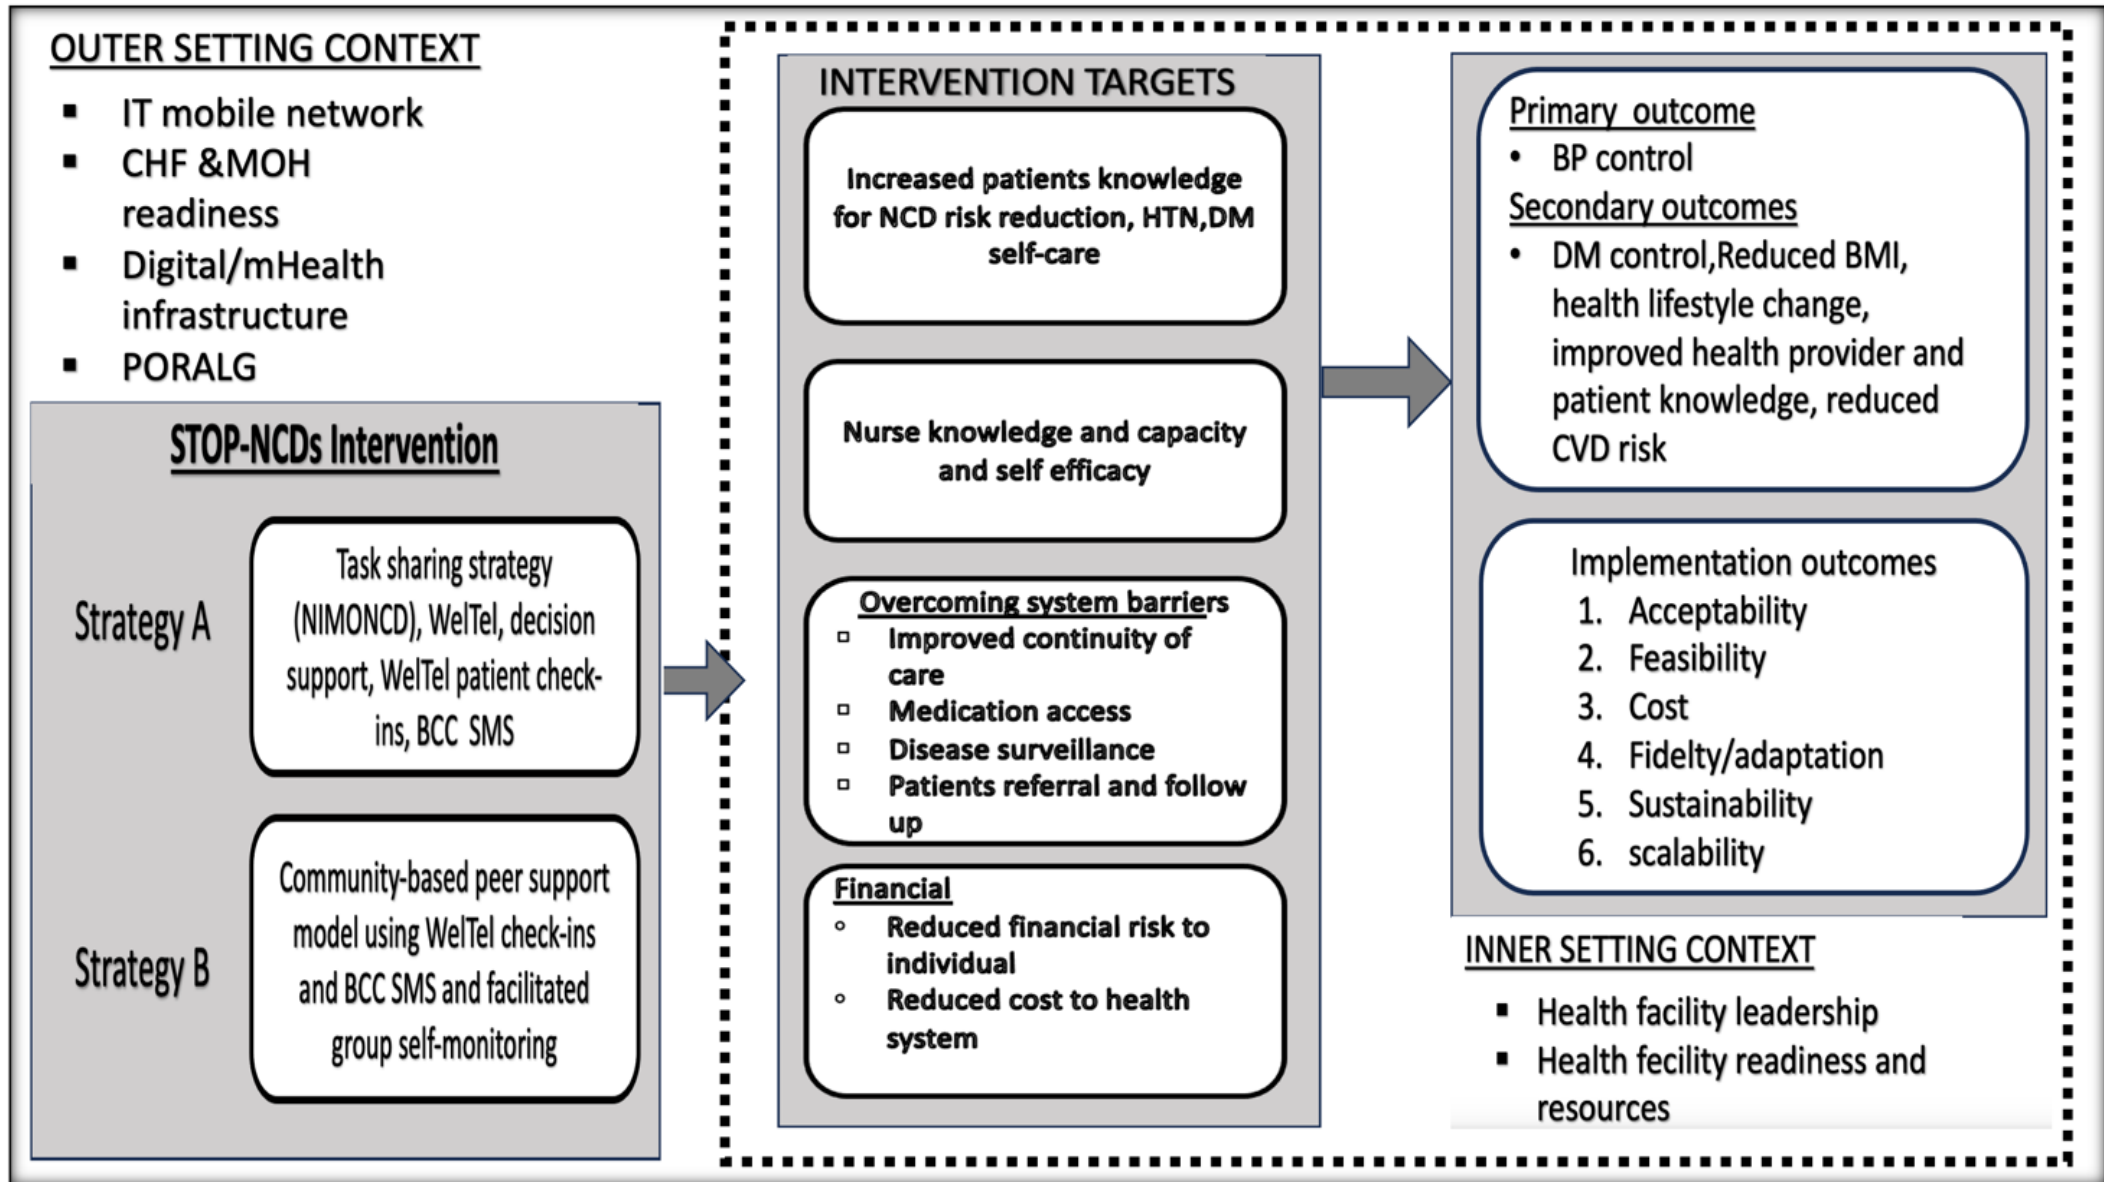 OUTER SETTING CONTEXT
▪ IT mobile network
▪ CHF &MOH
readiness
▪ Digital/mHealth
infrastructure
▪ PORALG
STOP-NCDs Intervention
Strategy A
Task sharing strategy
(NIMONCD), WelTel, decision
support, WelTel patient check-
ins, BCC SMS
Strategy B
Community-based peer support
model using WelTel check-ins
and BCC SMS and facilitated
group self-monitoring
INTERVENTION TARGETS
Increased patients knowledge
for NCD risk reduction, HTN,DM
self-care
Nurse knowledge and capacity
and self efficacy
Overcoming system barriers
□ Improved continuity of
care
□ Medication access
□ Disease surveillance
□ Patients referral and follow
up
Financial
○ Reduced financial risk to
individual
○ Reduced cost to health
system
Primary outcome
• BP control
Secondary outcomes
• DM control,Reduced BMI,
health lifestyle change,
improved health provider and
patient knowledge, reduced
CVD risk
Implementation outcomes
1. Acceptability
2. Feasibility
3. Cost
4. Fidelty/adaptation
5. Sustainability
6. scalability
INNER SETTING CONTEXT
▪ Health facility leadership
▪ Health fecility readiness and
resources